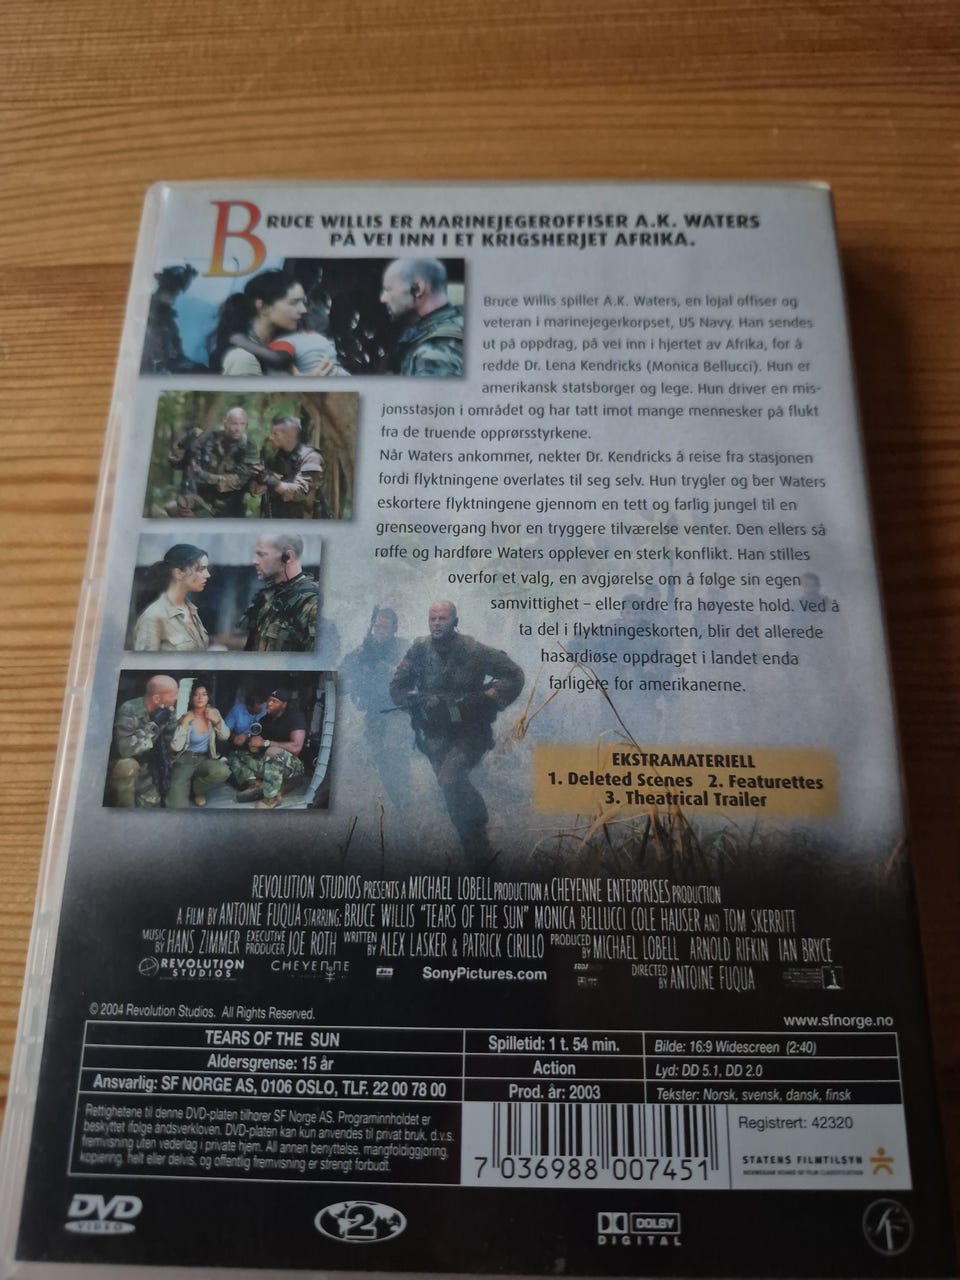 BRUCE WILLIS ER MARINEJEGEROFFISER A.K. WATERS
PÅ VEI INN I ET KRIGSHERJET AFRIKA.
Bruce Willis spiller A.K. Waters, en lojal offiser og
veteran i marinejegerkorpset, US Navy. Han sendes
ut på oppdrag, på vei inn i hjertet av Afrika, for å
redde Dr. Lena Kendricks (Monica Bellucci). Hun er
amerikansk statsborger og lege. Hun driver en mis-
jonsstasjon i området og har tatt imot mange mennesker på flukt
fra de truende opprørsstyrkene.
Når Waters ankommer, nekter Dr. Kendricks å reise fra stasjonen
fordi flyktningene overlates til seg selv. Hun trygler og ber Waters
eskortere flyktningene gjennom en tett og farlig jungel til en
grenseovergang hvor en tryggere tilværelse venter. Den ellers så
røffe og hardføre Waters opplever en sterk konflikt. Han stilles
overfor et valg, en avgjørelse om å følge sin egen
samvittighet – eller ordre fra høyeste hold. Ved å
ta del i flyktningeskorten, blir det allerede
hasardiøse oppdraget i landet enda
farligere for amerikanerne.
EKSTRAMATERIELL
1. Deleted Scenes 2. Featurettes
3. Theatrical Trailer
REVOLUTION STUDIOS PRESENTS A MICHAEL LOBELL PRODUCTION A CHEYENNE ENTERPRISES PRODUCTION
A FILM BY ANTOINE FUQUA STARRING: BRUCE WILLIS "TEARS OF THE SUN" MONICA BELLUCCI COLE HAUSER AND TOM SKERRITT
MUSIC BY HANS ZIMMER EXECUTIVE PRODUCER JOE ROTH WRITTEN BY ALEX LASKER & PATRICK CIRILLO PRODUCED BY MICHAEL LOBELL ARNOLD RIFKIN IAN BRYCE
REVOLUTION STUDIOS CHEYENNE dts SonyPictures.com DIRECTED BY ANTOINE FUQUA
© 2004 Revolution Studios. All Rights Reserved.
www.sfnorge.no
TEARS OF THE SUN
Aldersgrense: 15 år
Ansvarlig: SF NORGE AS, 0106 OSLO, TLF. 22 00 78 00
Spilletid: 1 t. 54 min.
Action
Prod. år: 2003
Bilde: 16:9 Widescreen (2:40)
Lyd: DD 5.1, DD 2.0
Tekster: Norsk, svensk, dansk, finsk
Rettighetene til denne DVD-platen tilhører SF Norge AS. Programinnholdet er
beskyttet ifølge åndsverkloven. DVD-platen kan kun anvendes til privat bruk, d.v.s.
fremvisning uten vederlag i private hjem. All annen benyttelse, mangfoldiggjøring,
kopiering, helt eller delvis, og offentlig fremvisning er strengt forbudt.
7 036988 007451
Registrert: 42320
STATENS FILMTILSYN
NORWEGIAN BOARD OF FILM CLASSIFICATION
DVD VIDEO
2
DOLBY DIGITAL